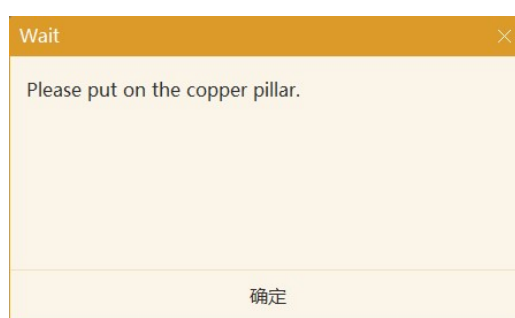 Wait
Please put on the copper pillar.
确定